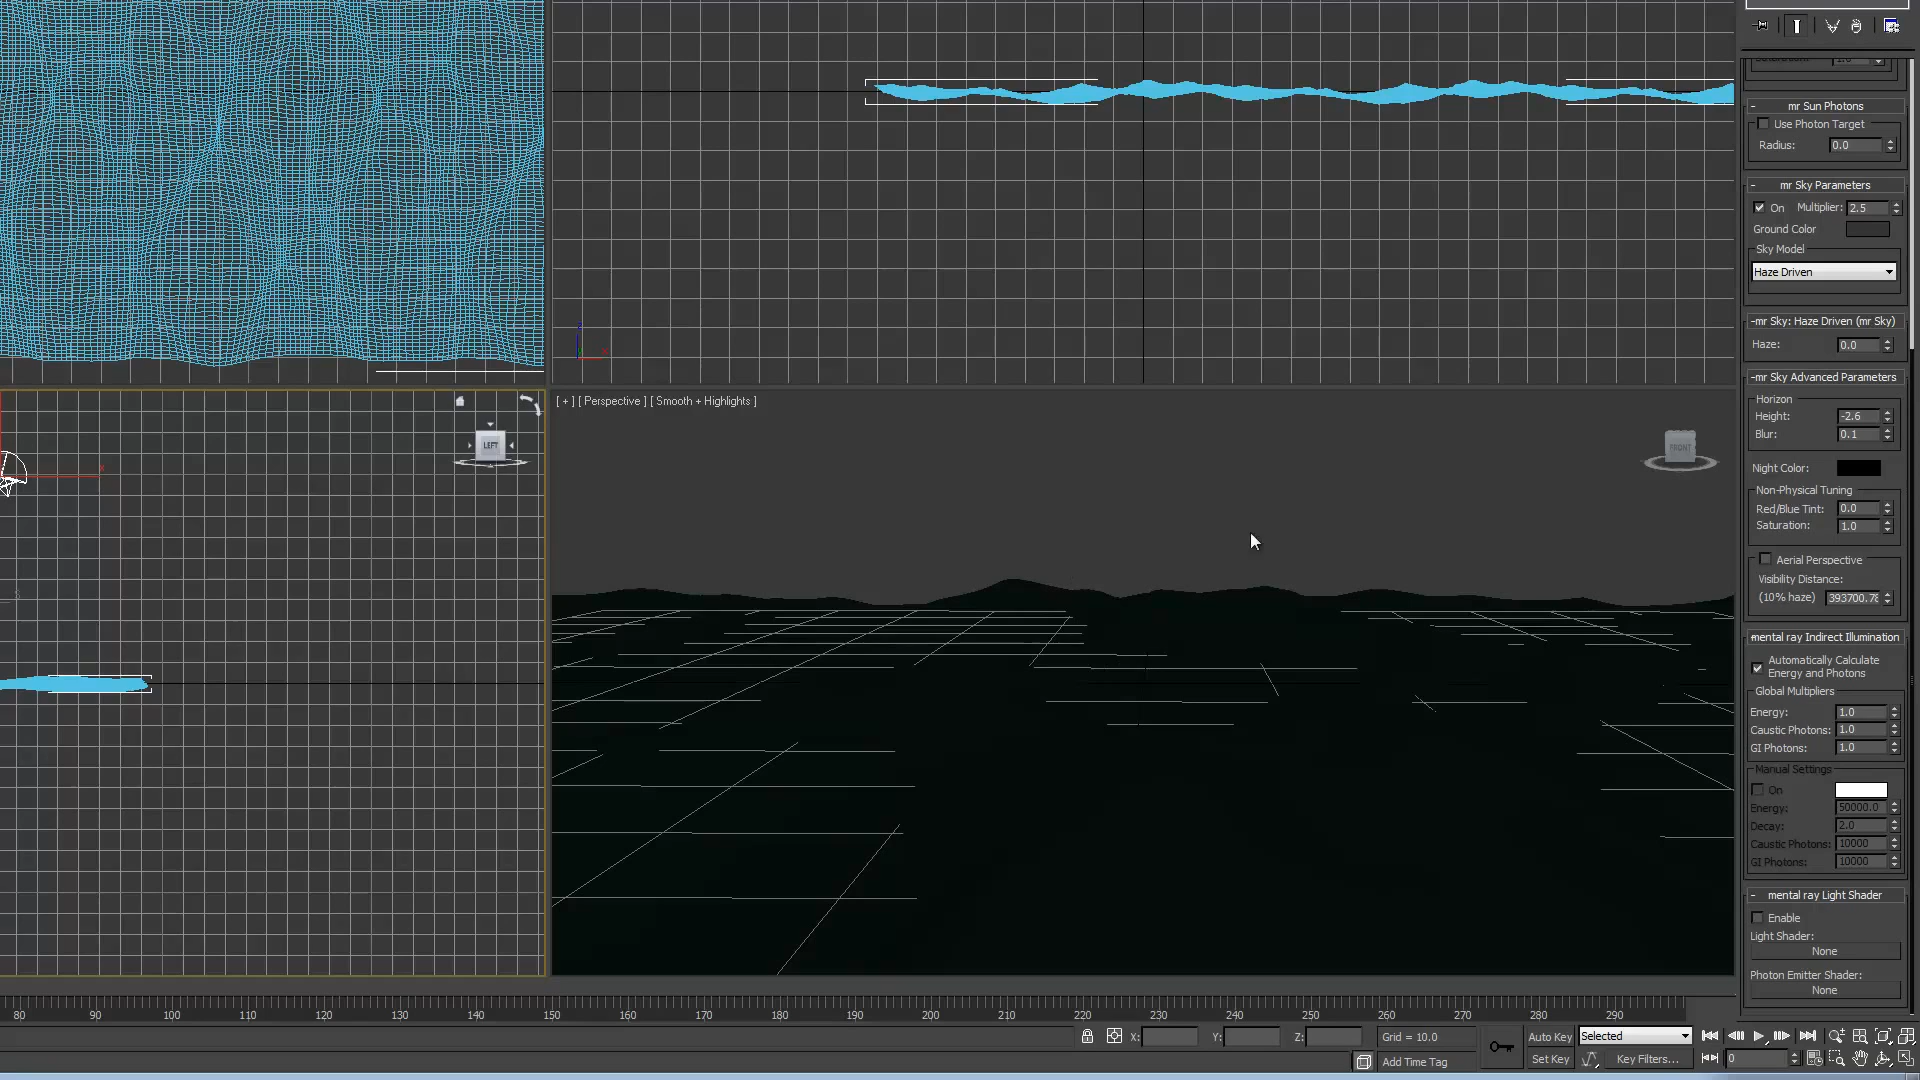 mr Sun Photons
Use Photon Target
Radius: 0.0
mr Sky Parameters
On Multiplier: 2.5
Ground Color
Sky Model
Haze Driven
mr Sky: Haze Driven (mr Sky)
Haze: 0.0
mr Sky Advanced Parameters
Horizon
Height: -2.6
Blur: 0.1
Night Color:
Non-Physical Tuning
Red/Blue Tint: 0.0
Saturation: 1.0
Aerial Perspective
Visibility Distance:
(10% haze) 393700.78
mental ray Indirect Illumination
Automatically Calculate
Energy and Photons
Global Multipliers
Energy: 1.0
Caustic Photons: 1.0
GI Photons: 1.0
Manual Settings
On
Energy: 50000.0
Decay: 2.0
Caustic Photons: 10000
GI Photons: 10000
mental ray Light Shader
Enable
Light Shader:
None
Photon Emitter Shader:
None
[ + ] [ Perspective ] [ Smooth + Highlights ]
LEFT
FRONT
80 90 100 110 120 130 140 150 160 170 180 190 200 210 220 230 240 250 260 270 280 290
X: Y: Z: Grid = 10.0 Auto Key Selected
Add Time Tag Set Key Key Filters... 0